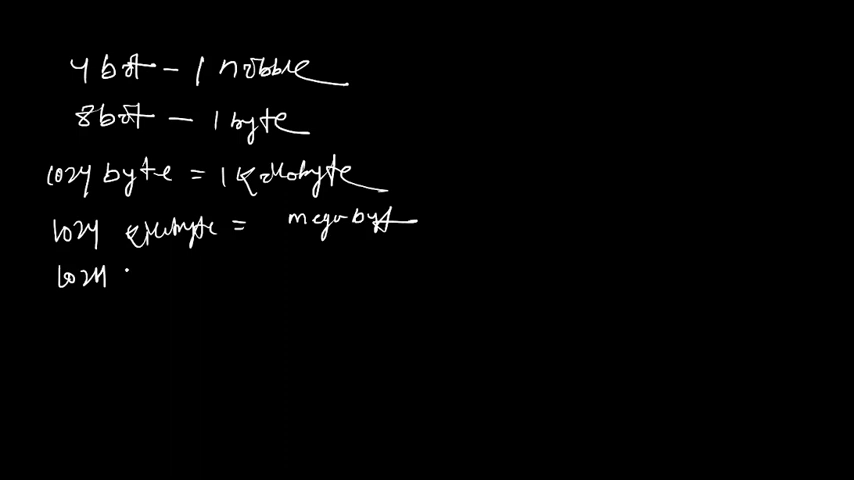 4 bit - 1 nibble
8 bit - 1 byte
1024 byte = 1 Kilobyte
1024 kilobyte = megabyte
1024